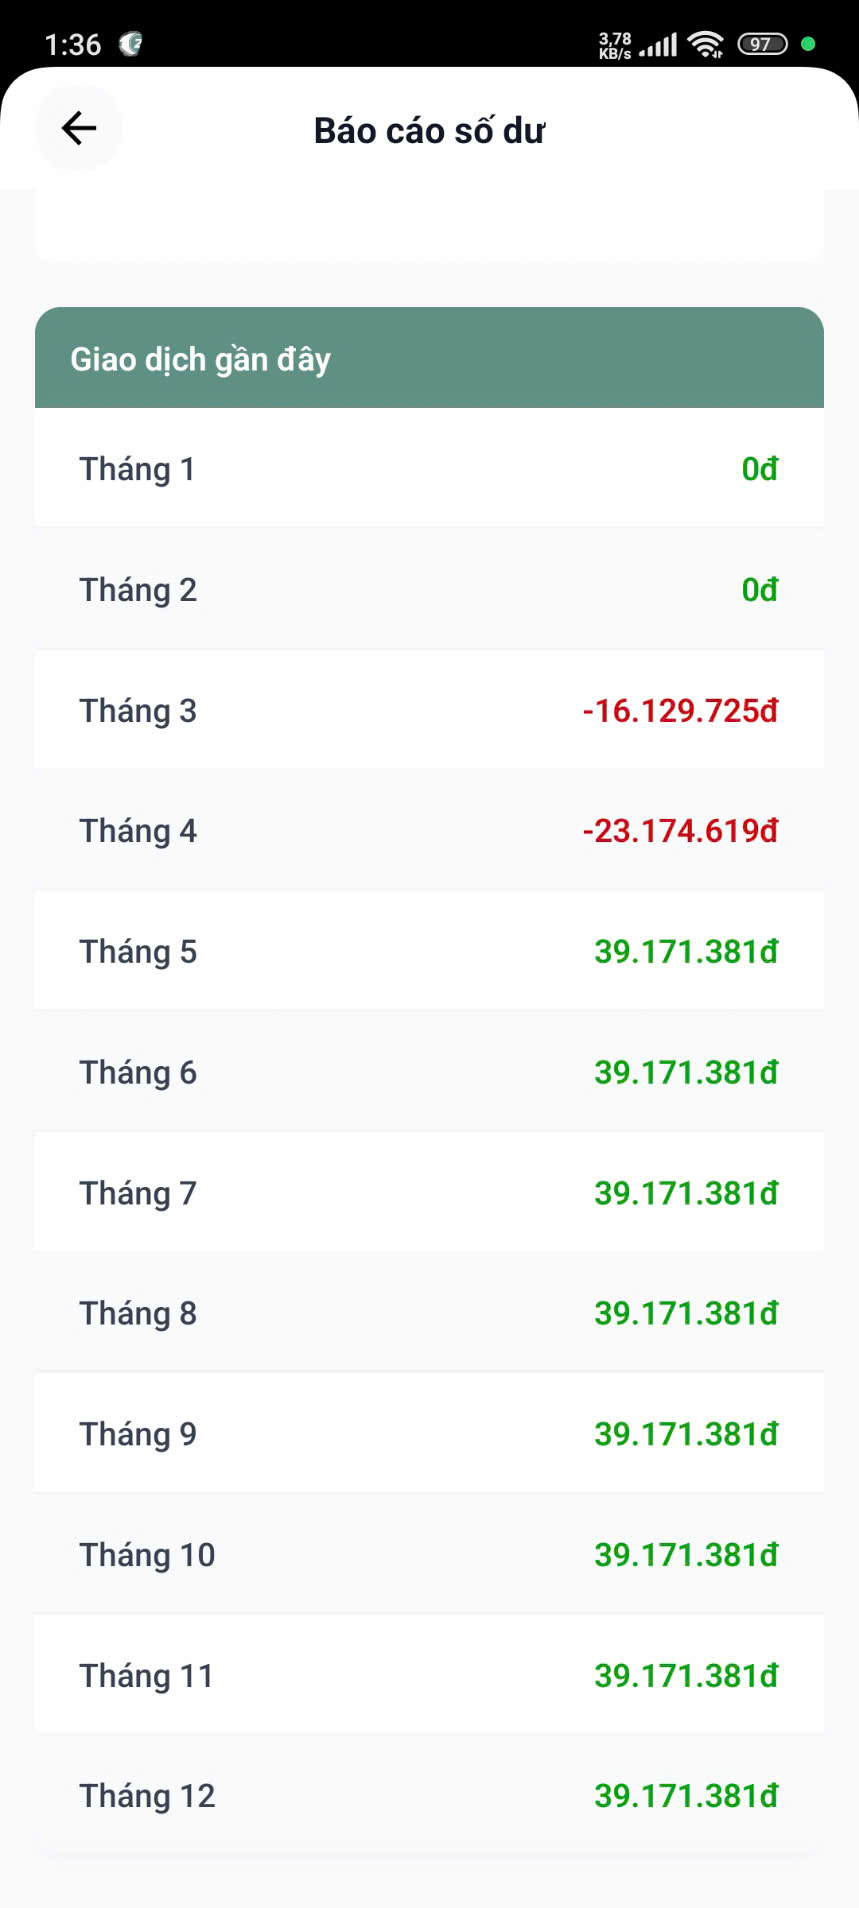 1:36
3,78
KB/s
97
Báo cáo số dư
Giao dịch gần đây
Tháng 1 0đ
Tháng 2 0đ
Tháng 3 -16.129.725đ
Tháng 4 -23.174.619đ
Tháng 5 39.171.381đ
Tháng 6 39.171.381đ
Tháng 7 39.171.381đ
Tháng 8 39.171.381đ
Tháng 9 39.171.381đ
Tháng 10 39.171.381đ
Tháng 11 39.171.381đ
Tháng 12 39.171.381đ